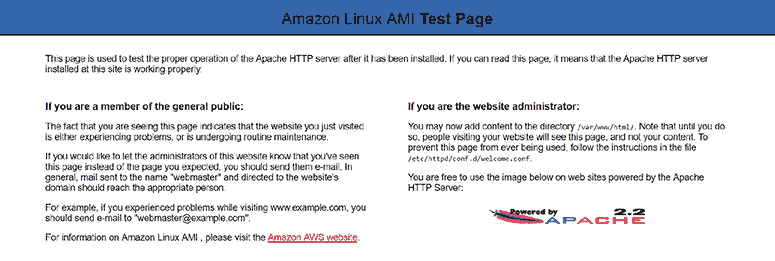 Amazon Linux AMI Test Page
This page is used to test the proper operation of the Apache HTTP server after it has been installed. If you can read this page, it means that the Apache HTTP server
installed at this site is working properly.
If you are a member of the general public:
The fact that you are seeing this page indicates that the website you just visited
is either experiencing problems, or is undergoing routine maintenance.
If you would like to let the administrators of this website know that you've seen
this page instead of the page you expected, you should send them e-mail. In
general, mail sent to the name "webmaster" and directed to the website's
domain should reach the appropriate person.
For example, if you experienced problems while visiting www.example.com, you
should send e-mail to "webmaster@example.com".
For information on Amazon Linux AMI , please visit the Amazon AWS website.
If you are the website administrator:
You may now add content to the directory /var/www/html/. Note that until you do
so, people visiting your website will see this page, and not your content. To
prevent this page from ever being used, follow the instructions in the file
/etc/httpd/conf.d/welcome.conf.
You are free to use the image below on web sites powered by the Apache
HTTP Server:
Powered by
APACHE
2.2